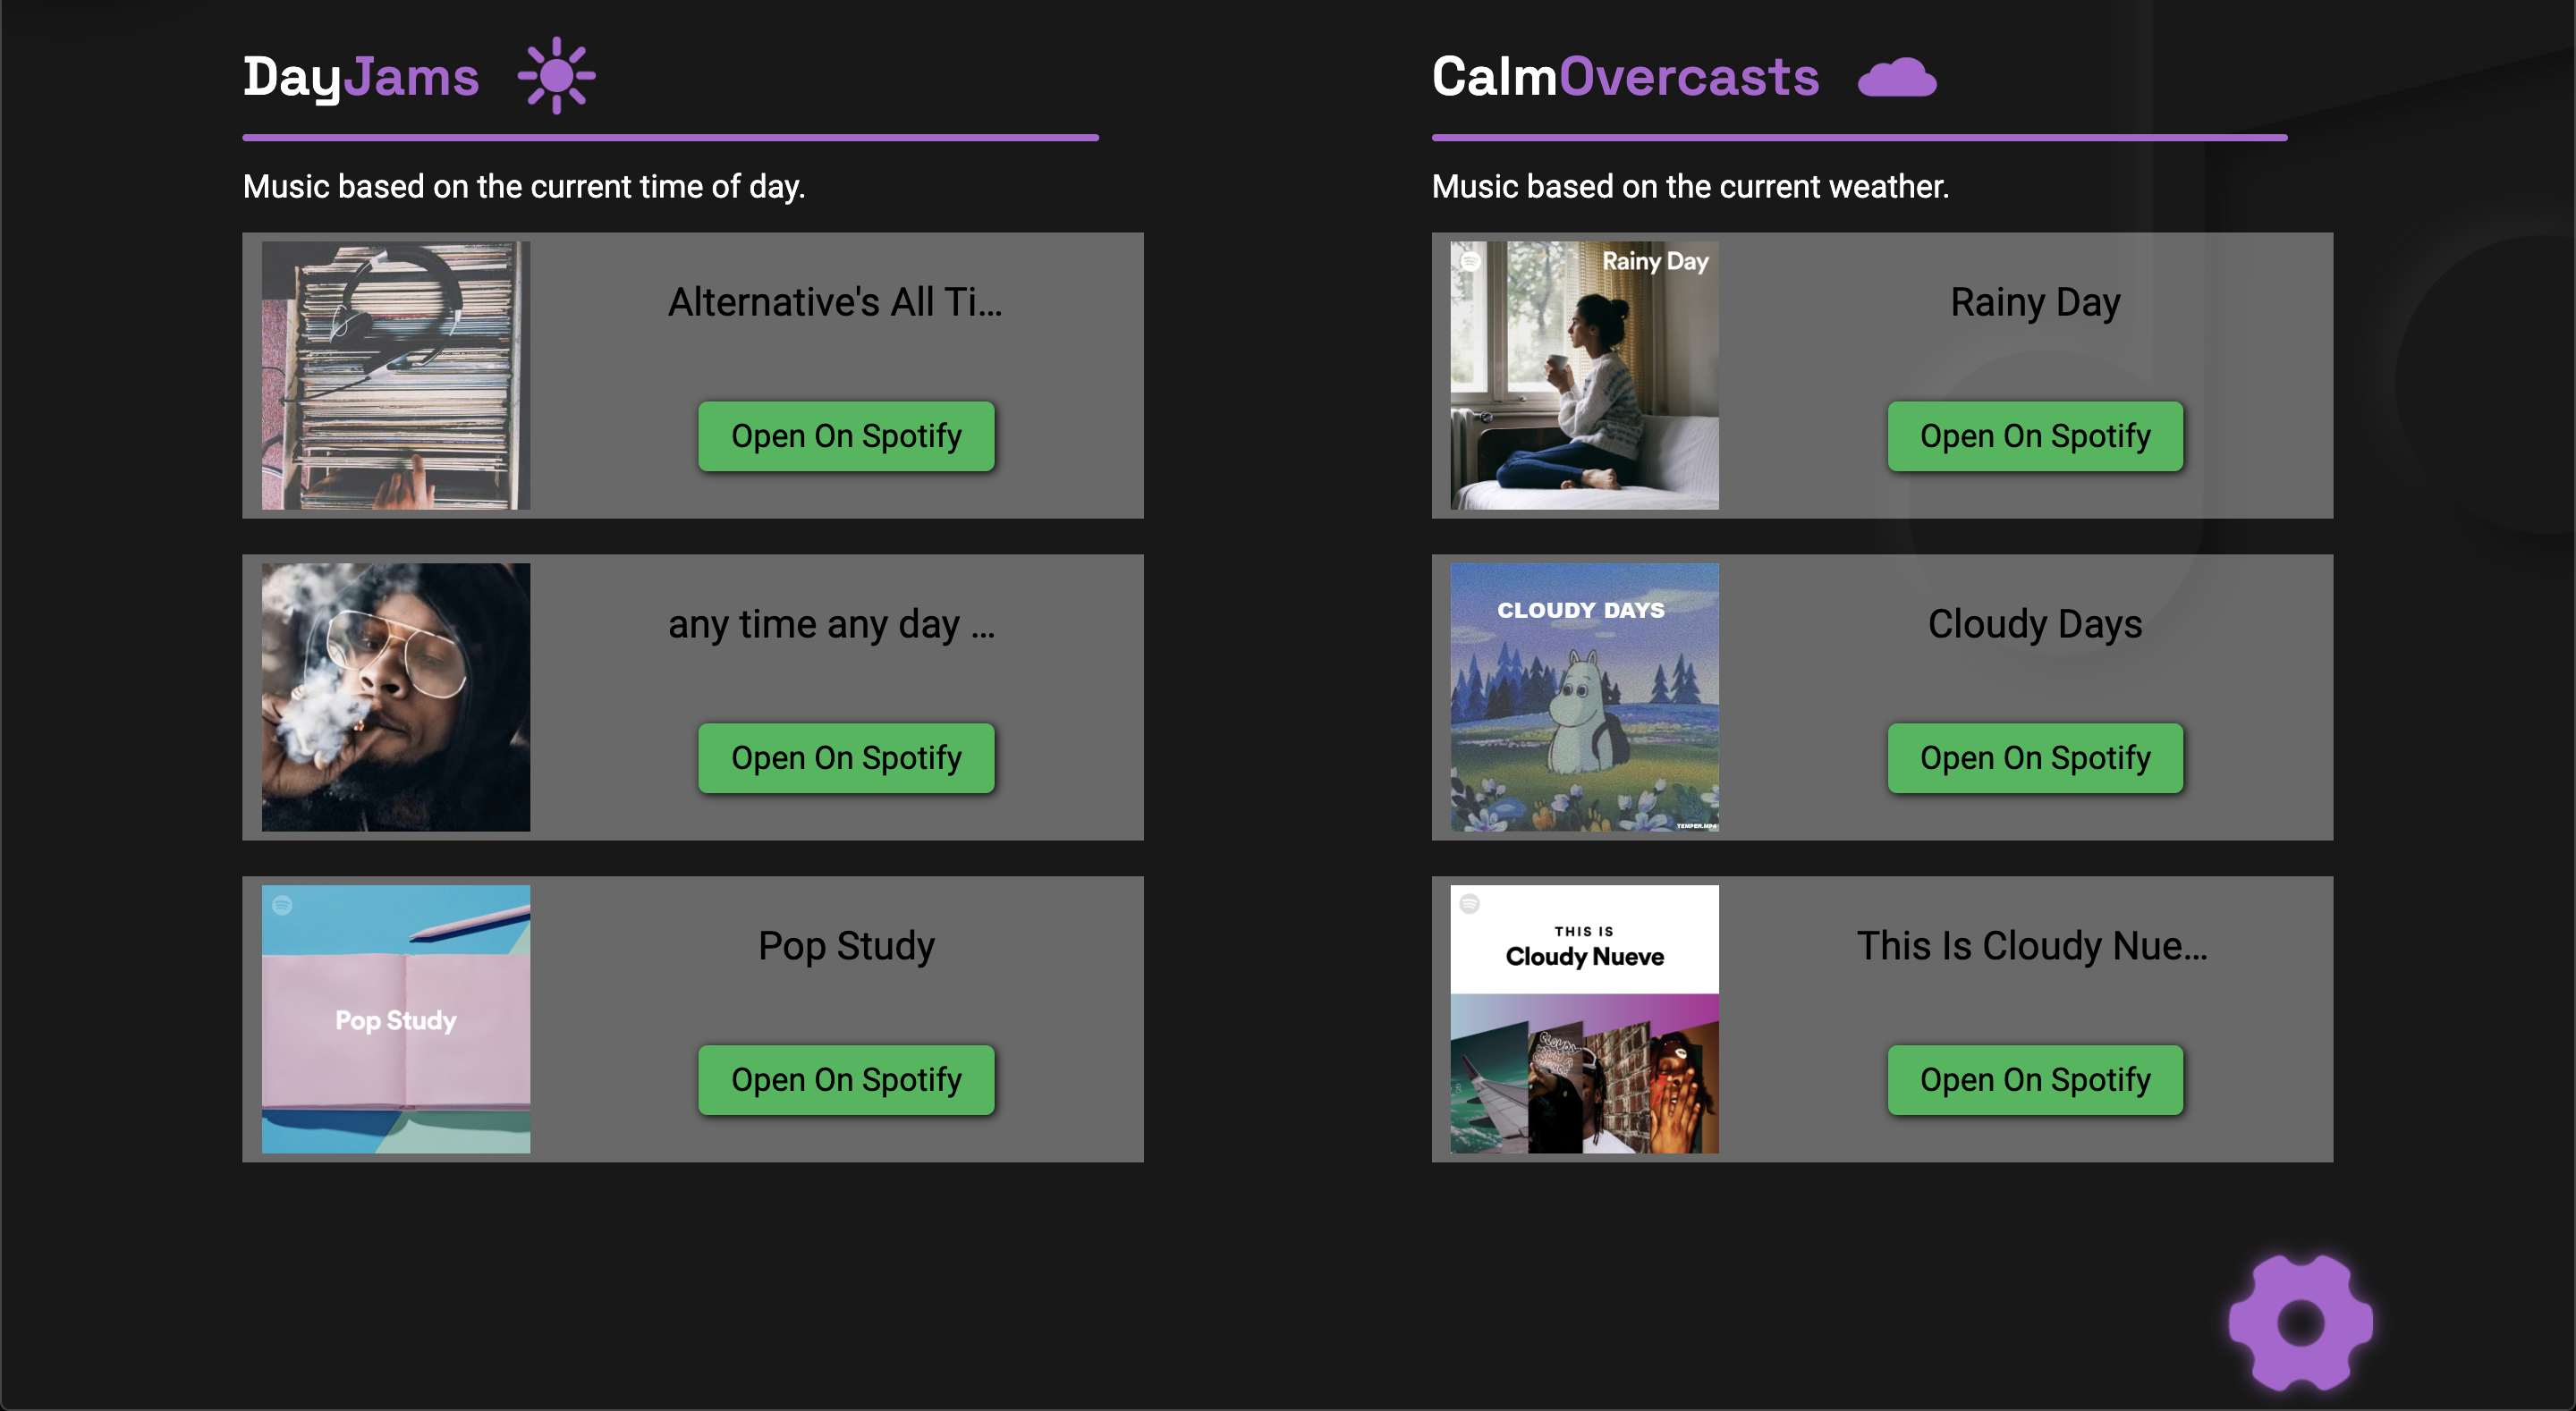 DayJams
Music based on the current time of day.
Alternative's All Ti...
Open On Spotify
any time any day ...
Open On Spotify
Pop Study
Pop Study
Open On Spotify
CalmOvercasts
Music based on the current weather.
Rainy Day
Rainy Day
Open On Spotify
CLOUDY DAYS
TEMPER.MP4
Cloudy Days
Open On Spotify
THIS IS
Cloudy Nueve
This Is Cloudy Nue...
Open On Spotify